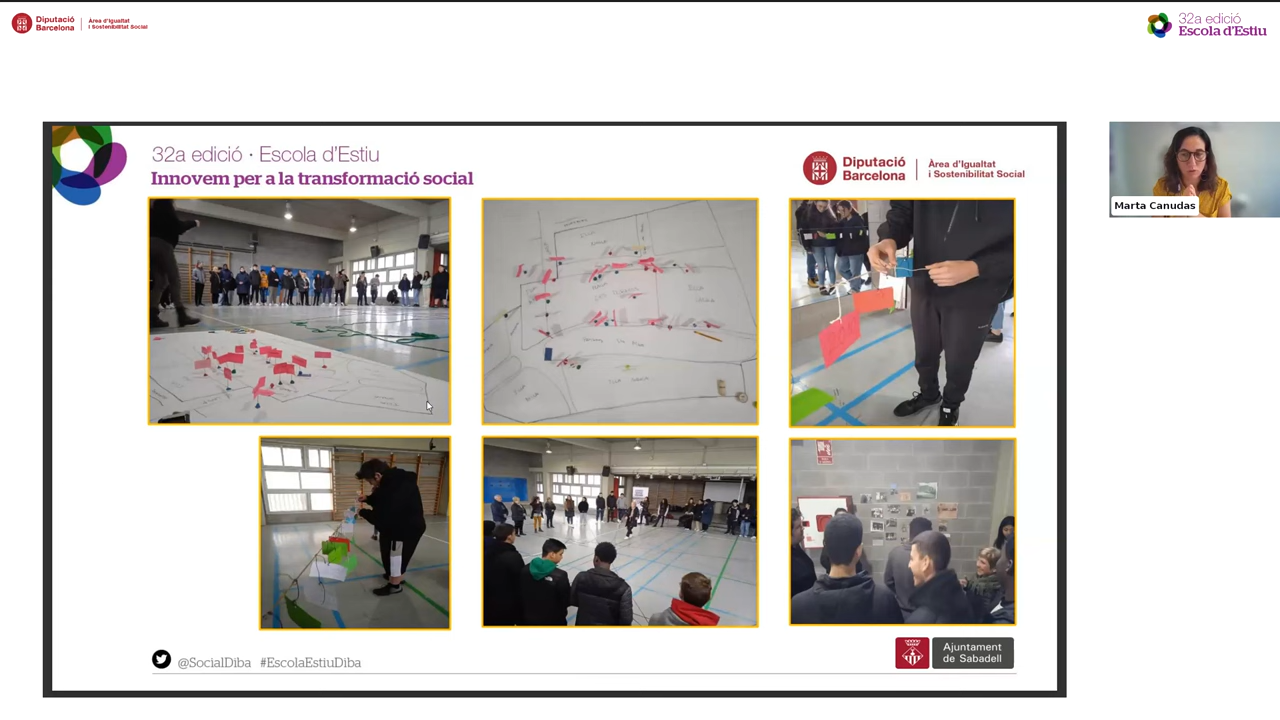 Diputació
Barcelona
Àrea d'Igualtat
i Sostenibilitat Social
32a edició
Escola d'Estiu
32a edició · Escola d'Estiu
Innovem per a la transformació social
Diputació
Barcelona
Àrea d'Igualtat
i Sostenibilitat Social
Marta Canudas
@SocialDiba #EscolaEstiuDiba
Ajuntament
de Sabadell